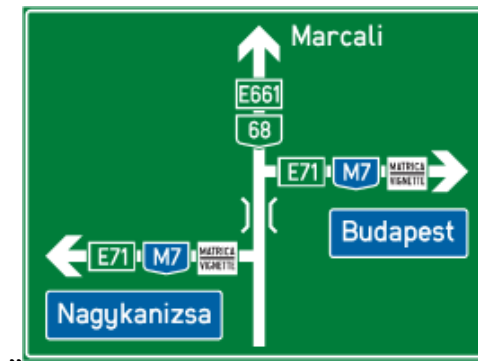 Marcali
E661
68
E71 M7 MATRICA VIGNETTE
Budapest
E71 M7 MATRICA VIGNETTE
Nagykanizsa